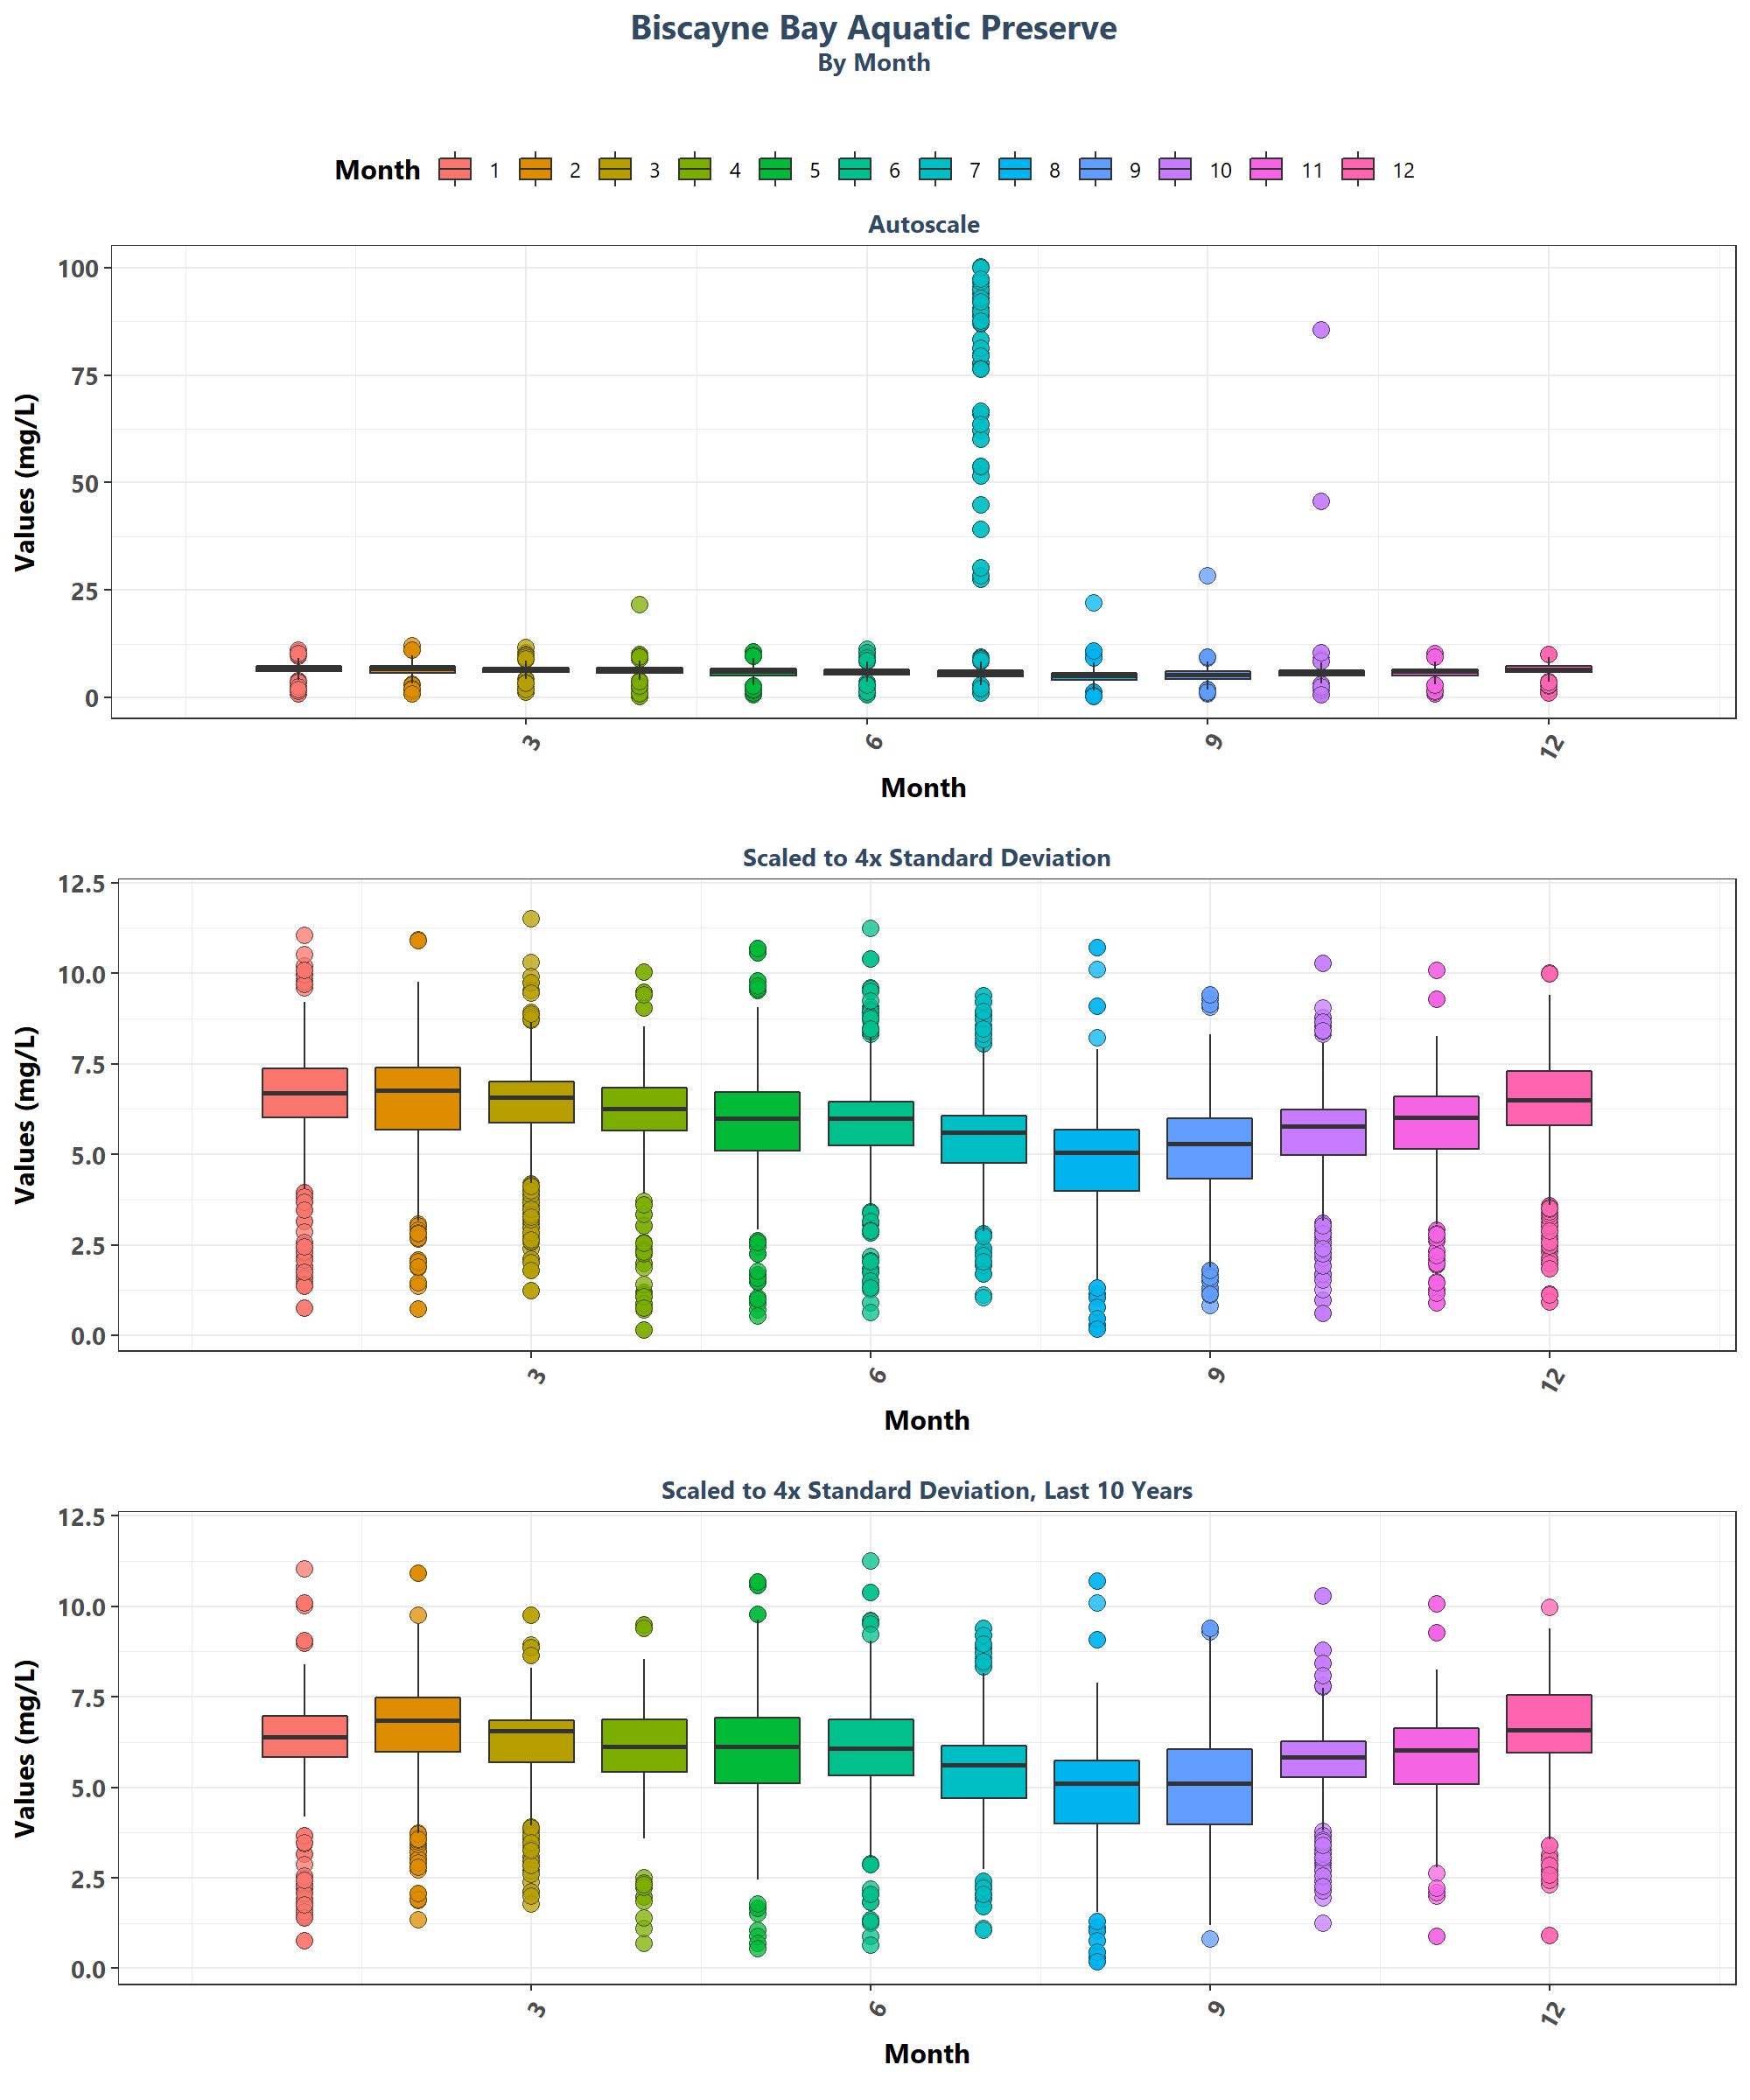 Biscayne Bay Aquatic Preserve
By Month
Month 1 2 3 4 5 6 7 8 9 10 11 12
Autoscale
Values (mg/L)
100
75
50
25
0
3 6 9 12
Month
Scaled to 4x Standard Deviation
Values (mg/L)
12.5
10.0
7.5
5.0
2.5
0.0
3 6 9 12
Month
Scaled to 4x Standard Deviation, Last 10 Years
Values (mg/L)
12.5
10.0
7.5
5.0
2.5
0.0
3 6 9 12
Month